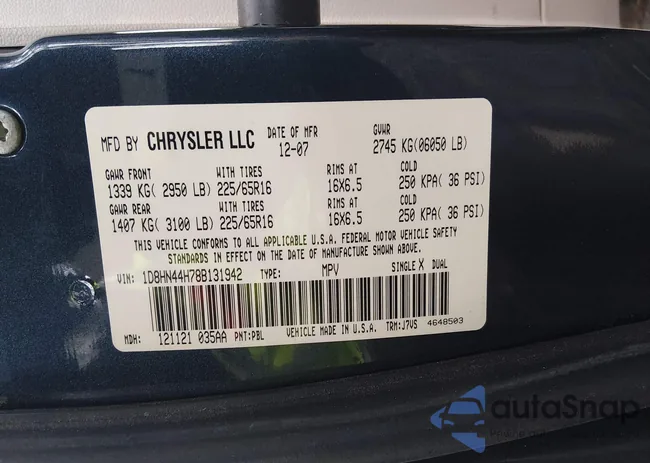 MFD BY CHRYSLER LLC DATE OF MFR 12-07 GVWR 2745 KG(06050 LB)
GAWR FRONT WITH TIRES RIMS AT COLD
1339 KG( 2950 LB) 225/65R16 16X6.5 250 KPA( 36 PSI)
GAWR REAR WITH TIRES RIMS AT COLD
1407 KG( 3100 LB) 225/65R16 16X6.5 250 KPA( 36 PSI)
THIS VEHICLE CONFORMS TO ALL APPLICABLE U.S.A. FEDERAL MOTOR VEHICLE SAFETY
STANDARDS IN EFFECT ON THE DATE OF MANUFACTURE SHOWN ABOVE.
VIN: 1D8HN44H78B131942 TYPE: MPV SINGLE X DUAL
MDH: 121121 035AA PNT:PBL VEHICLE MADE IN U.S.A. TRM:J7VS 4648503
autoSnap